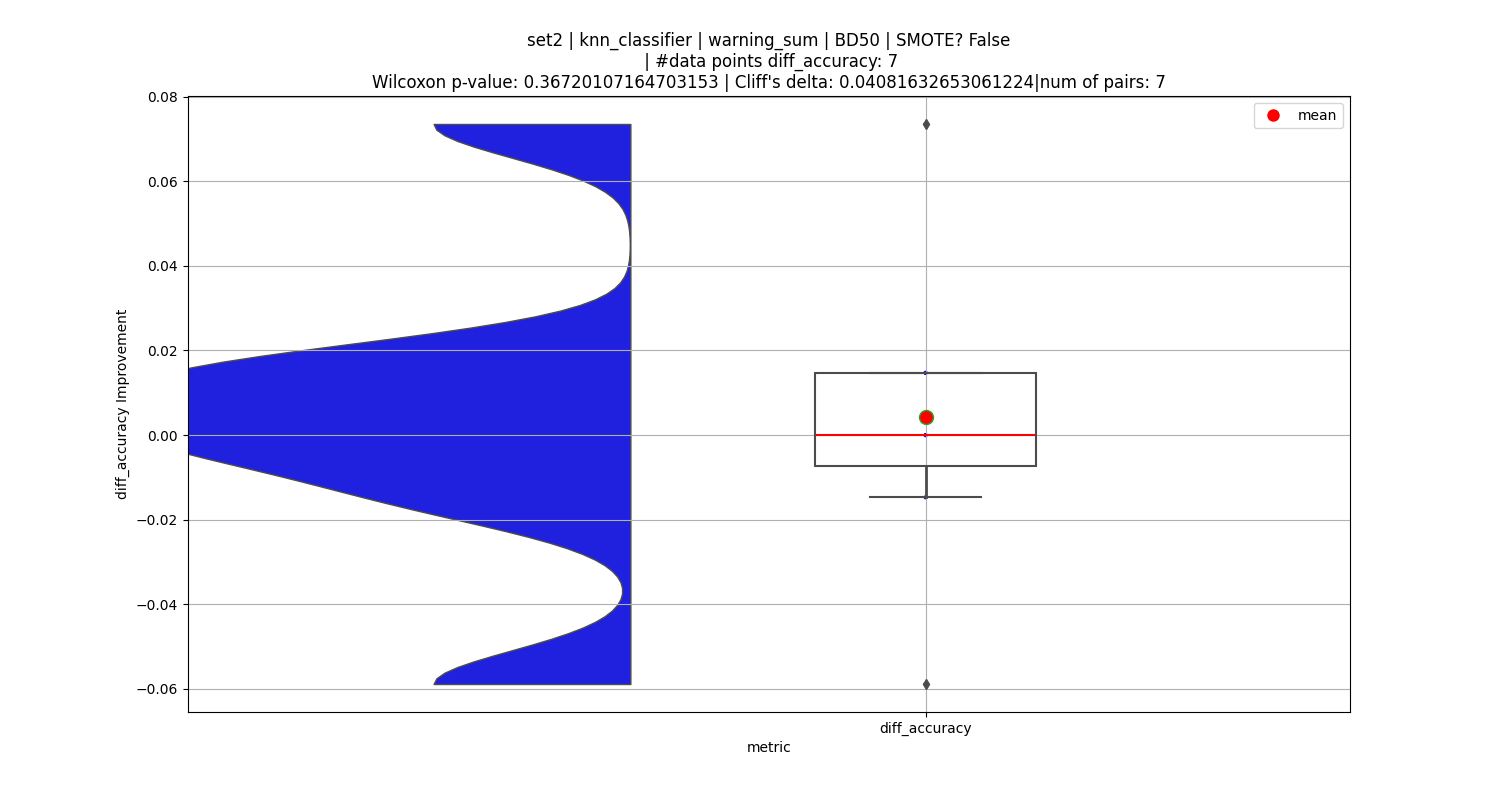 set2 | knn_classifier | warning_sum | BD50 | SMOTE? False
| #data points diff_accuracy: 7
Wilcoxon p-value: 0.36720107164703153 | Cliff's delta: 0.04081632653061224|num of pairs: 7
mean
0.08
0.06
0.04
0.02
0.00
−0.02
−0.04
−0.06
diff_accuracy Improvement
diff_accuracy
metric